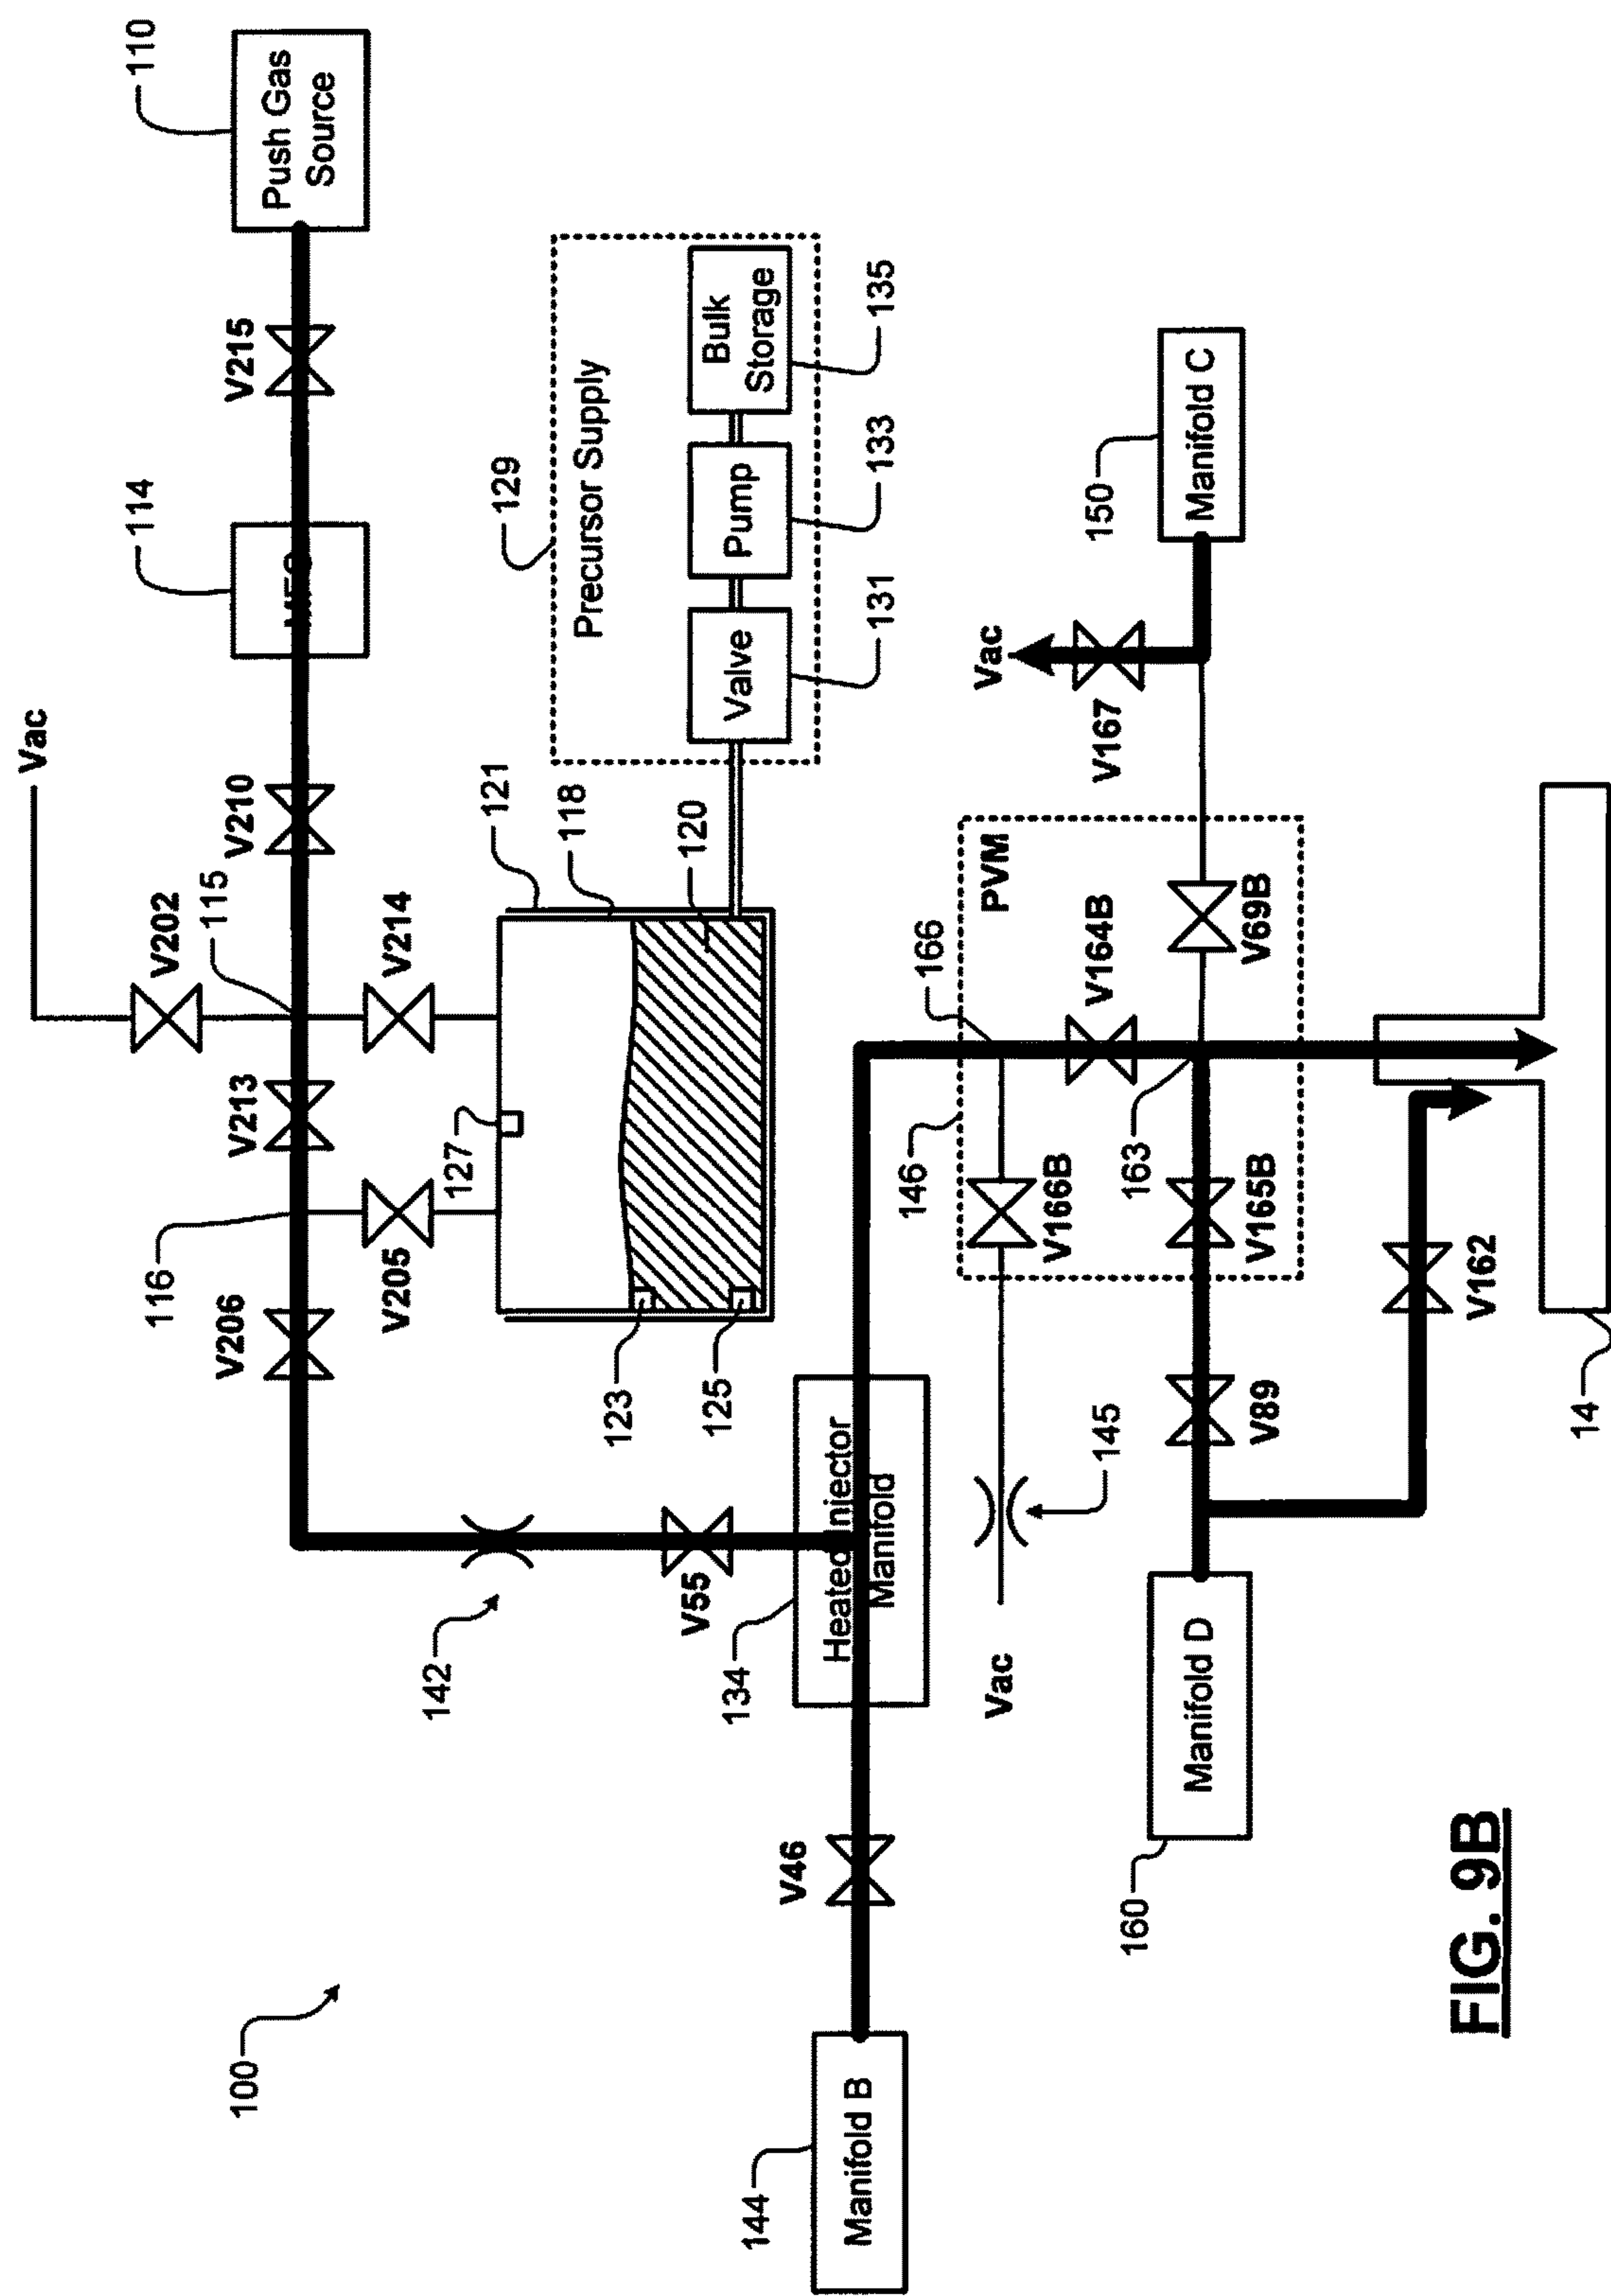 Vac
110
114
V202
116
115
V206
V213
V210
V215
100
Push Gas
Source
V205
V214
142
127
121
129
118
Precursor Supply
123
V55
125
120
Valve
Pump
Bulk
Storage
134
144
V46
Heated Injector
Manifold
Manifold B
131
133
135
146
166
PVM
Vac
Vac
V166B
V164B
150
145
163
V167
160
Manifold D
Manifold C
V89
V165B
V69B
V162
FIG. 9B
14